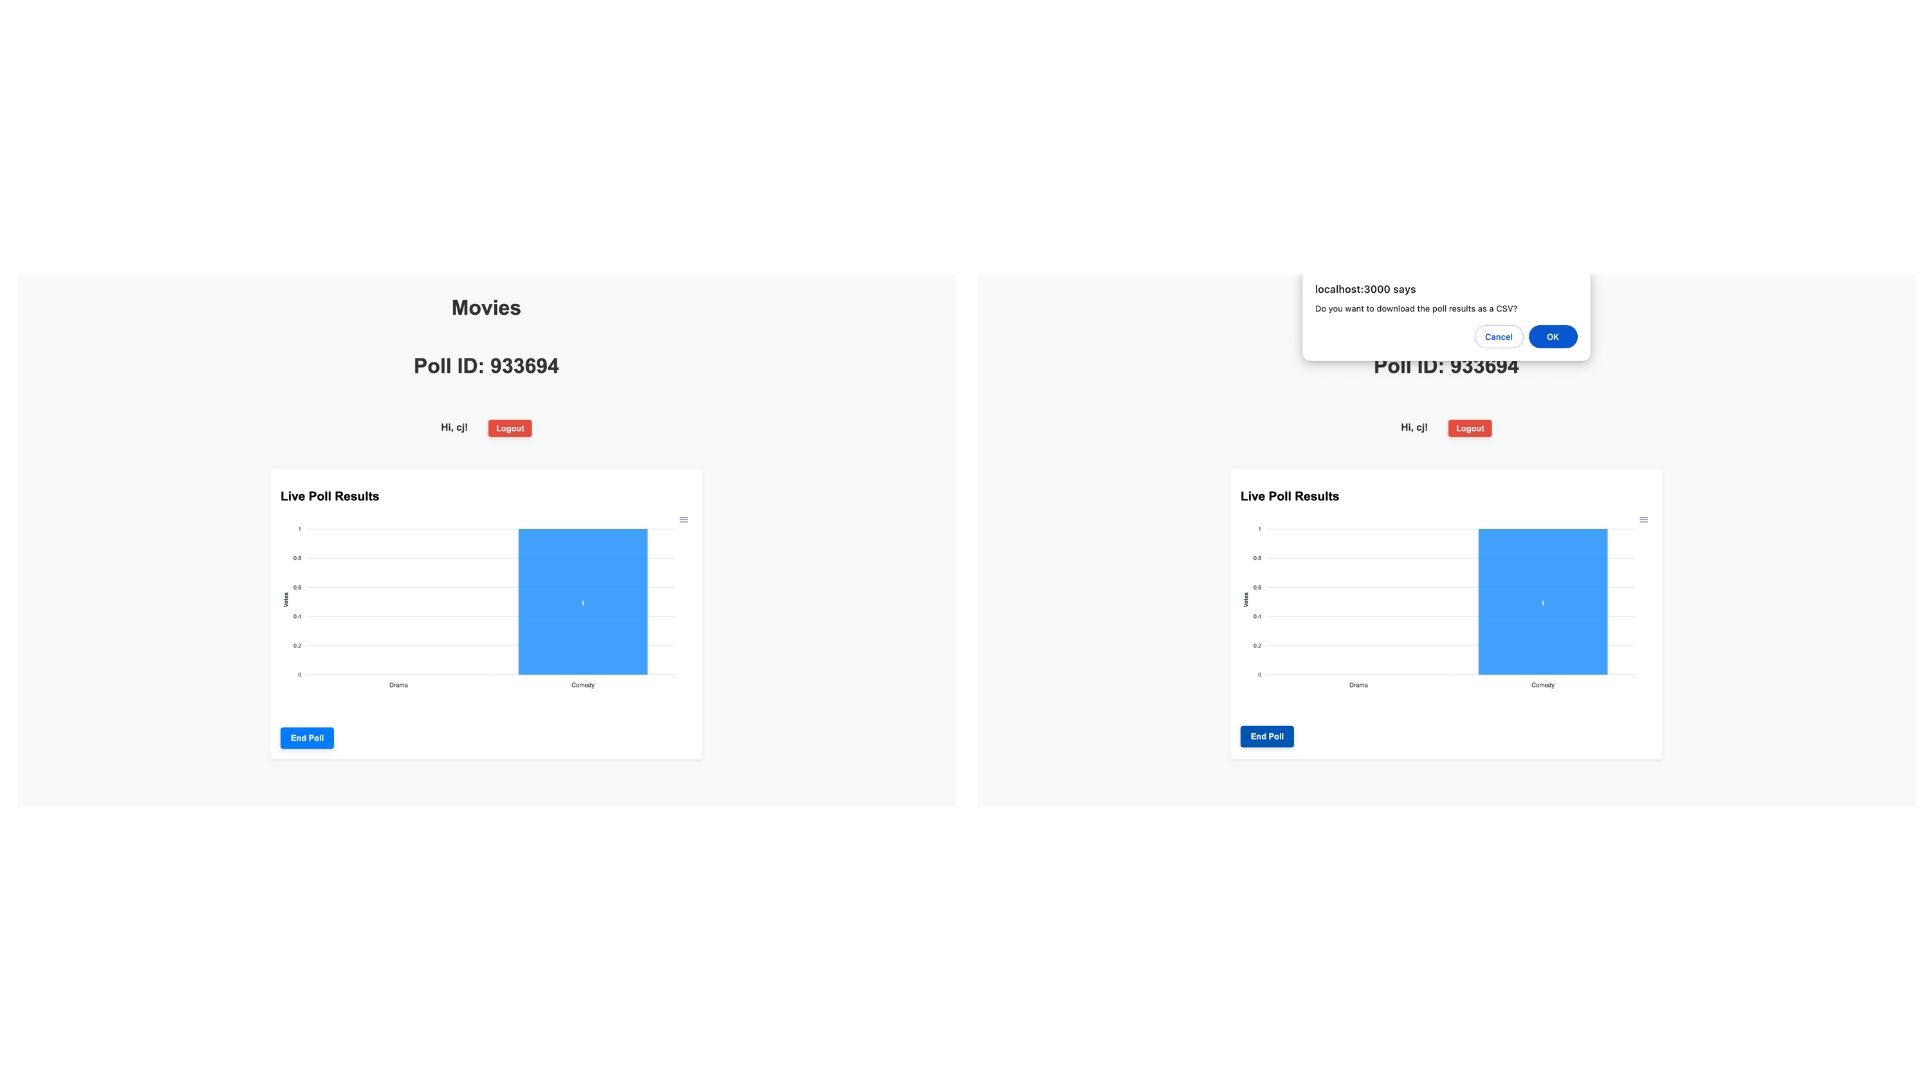 Movies
Poll ID: 933694
Hi, cj!
Logout
Live Poll Results
1
0.8
0.6
0.4
0.2
0
Votes
1
Drama
Comedy
End Poll
localhost:3000 says
Do you want to download the poll results as a CSV?
Cancel
OK
Poll ID: 933694
Hi, cj!
Logout
Live Poll Results
1
0.8
0.6
0.4
0.2
0
Votes
1
Drama
Comedy
End Poll